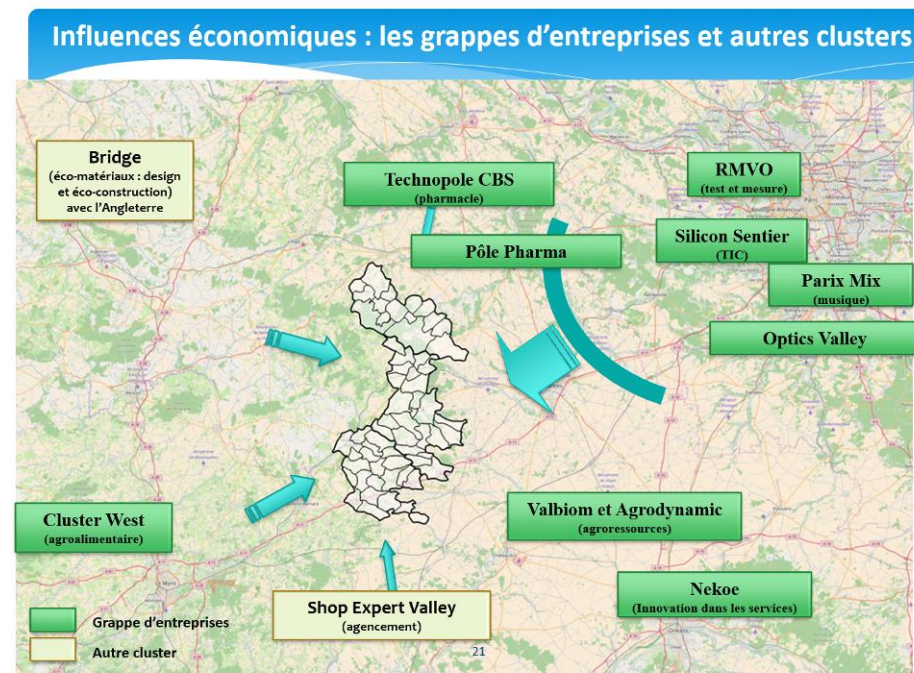 Influences économiques : les grappes d'entreprises et autres clusters
Bridge
(éco-matériaux : design
et éco-construction)
avec l'Angleterre
Technopole CBS
(pharmacie)
RMVO
(test et mesure)
Pôle Pharma
Silicon Sentier
(TIC)
Parix Mix
(musique)
Optics Valley
Cluster West
(agroalimentaire)
Valbiom et Agrodynamic
(agroressources)
Nekoe
(Innovation dans les services)
Shop Expert Valley
(agencement)
Grappe d'entreprises
Autre cluster
21
Le Mans